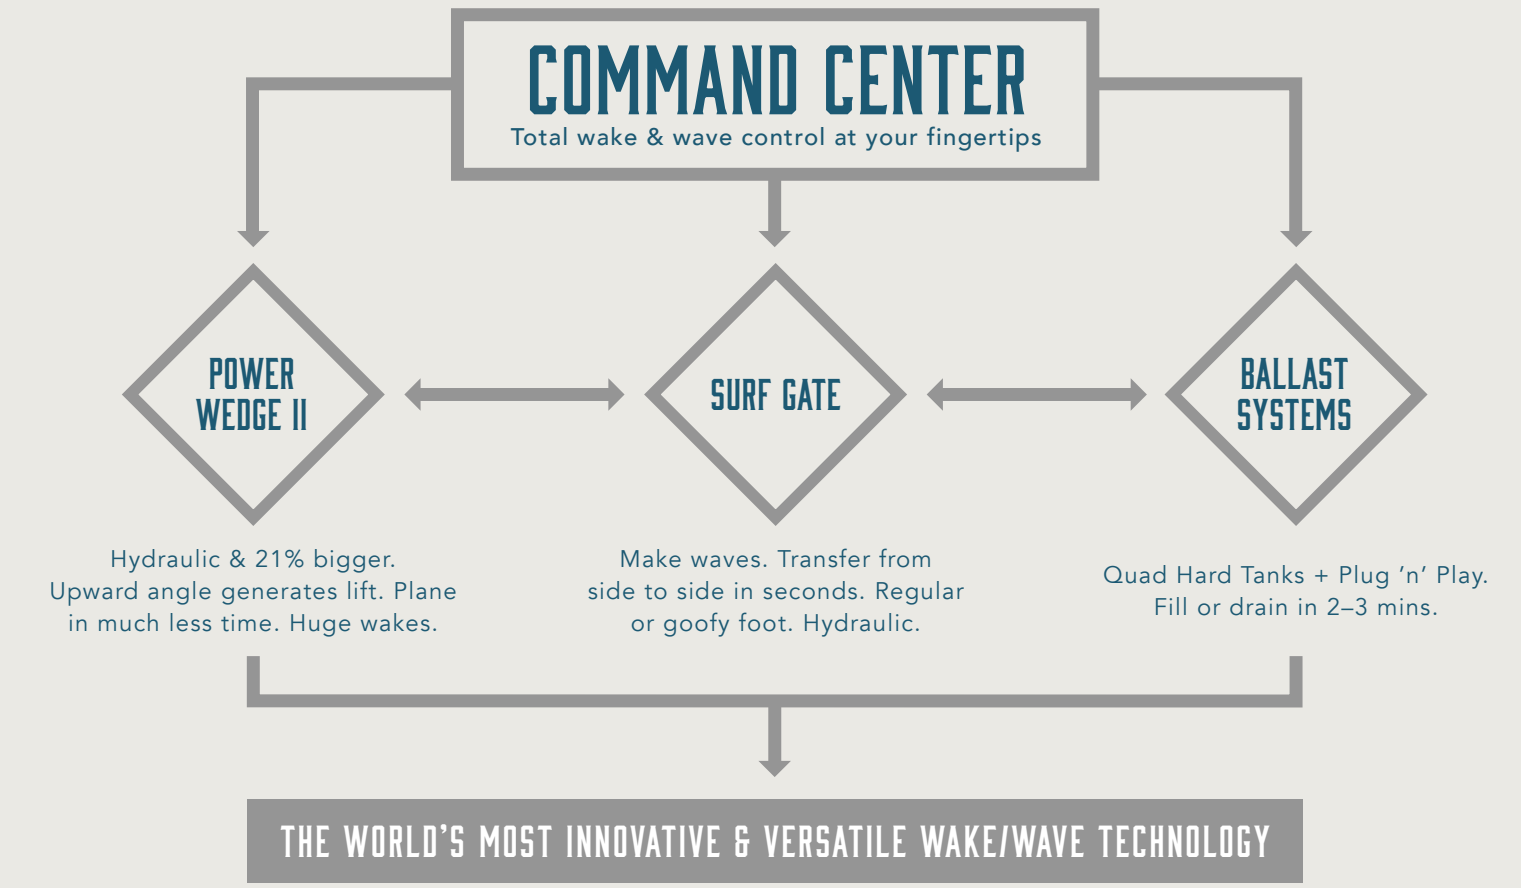 COMMAND CENTER
Total wake & wave control at your fingertips
POWER
WEDGE II
SURF GATE
BALLAST
SYSTEMS
Hydraulic & 21% bigger.
Upward angle generates lift. Plane
in much less time. Huge wakes.
Make waves. Transfer from
side to side in seconds. Regular
or goofy foot. Hydraulic.
Quad Hard Tanks + Plug ’n’ Play.
Fill or drain in 2–3 mins.
THE WORLD’S MOST INNOVATIVE & VERSATILE WAKE/WAVE TECHNOLOGY